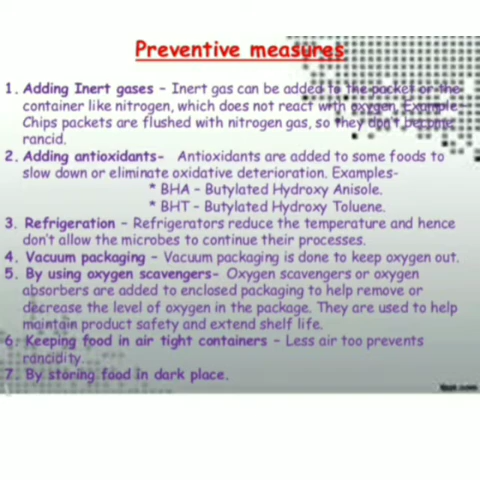 Preventive measures
1. Adding Inert gases - Inert gas can be added to the packet or the
container like nitrogen, which does not react with oxygen. Example-
Chips packets are flushed with nitrogen gas, so they don't become
rancid.
2. Adding antioxidants- Antioxidants are added to some foods to
slow down or eliminate oxidative deterioration. Examples-
* BHA - Butylated Hydroxy Anisole.
* BHT - Butylated Hydroxy Toluene.
3. Refrigeration - Refrigerators reduce the temperature and hence
don't allow the microbes to continue their processes.
4. Vacuum packaging - Vacuum packaging is done to keep oxygen out.
5. By using oxygen scavengers- Oxygen scavengers or oxygen
absorbers are added to enclosed packaging to help remove or
decrease the level of oxygen in the package. They are used to help
maintain product safety and extend shelf life.
6. Keeping food in air tight containers - Less air too prevents
rancidity.
7. By storing food in dark place.